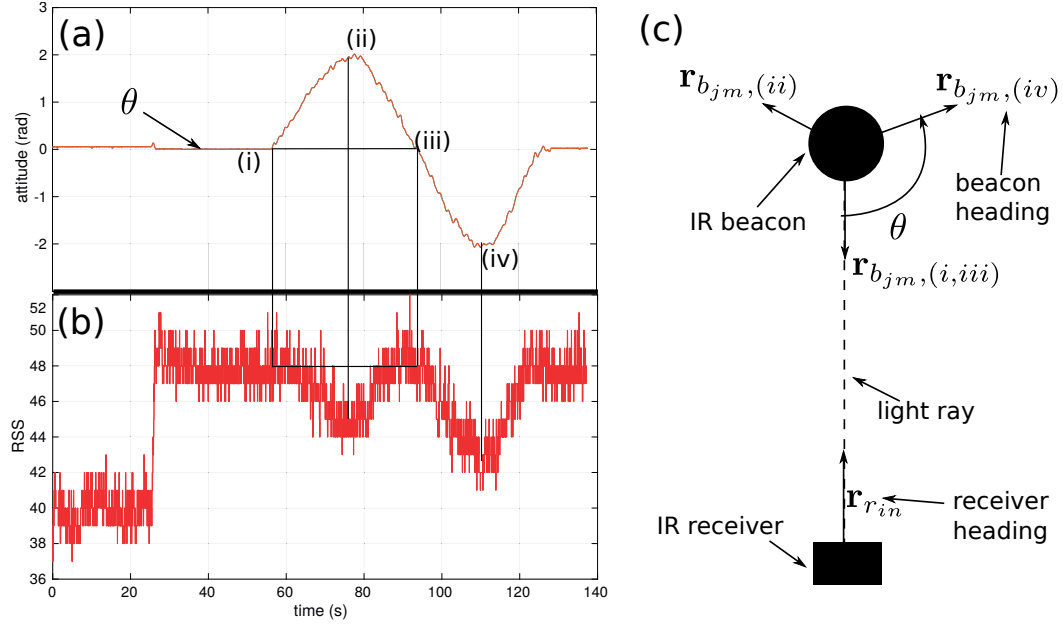 (a)
attitude (rad)
3
2
1
0
-1
-2
θ
(i)
(ii)
(iii)
(iv)
(b)
RSS
52
50
48
46
44
42
40
38
36
0
20
40
60
80
100
120
140
time (s)
(c)
r_{b_{jm},(ii)}
r_{b_{jm},(iv)}
IR beacon
beacon
heading
θ
r_{b_{jm},(i,iii)}
light ray
r_{r_{in}}
receiver
heading
IR receiver